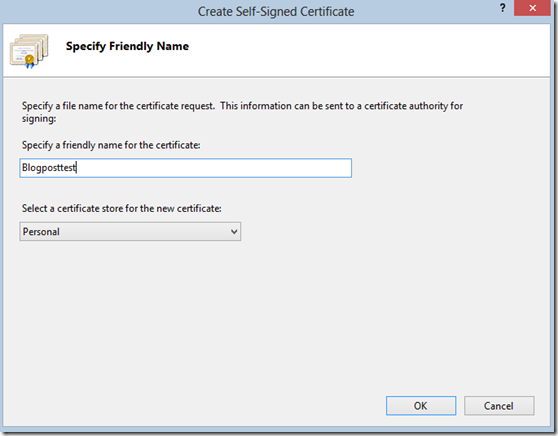 Create Self-Signed Certificate
?
Specify Friendly Name
Specify a file name for the certificate request. This information can be sent to a certificate authority for
signing:
Specify a friendly name for the certificate:
Blogposttest
Select a certificate store for the new certificate:
Personal
OK
Cancel